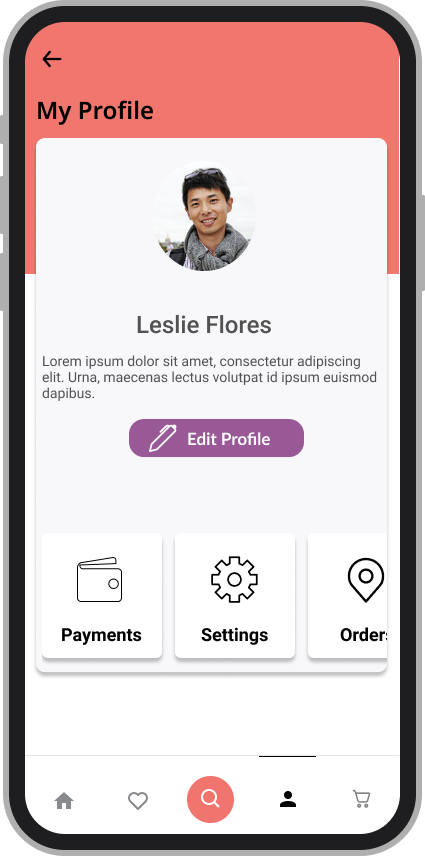 My Profile
Leslie Flores
Lorem ipsum dolor sit amet, consectetur adipiscing
elit. Urna, maecenas lectus volutpat id ipsum euismod
dapibus.
Edit Profile
Payments
Settings
Orders